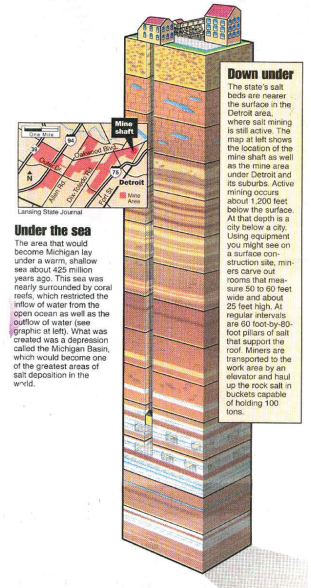 Mine
shaft
One Mile
94
Oakwood Blvd.
39
Outer Dr.
Allen Rd
Dix-Toledo Rd.
Fort St.
75
N
Detroit
Mine
Area
Lansing State Journal
Under the sea
The area that would
become Michigan lay
under a warm, shallow
sea about 425 million
years ago. This sea was
nearly surrounded by coral
reefs, which restricted the
inflow of water from the
open ocean as well as the
outflow of water (see
graphic at left). What was
created was a depression
called the Michigan Basin,
which would become one
of the greatest areas of
salt deposition in the
world.
Down under
The state's salt
beds are nearer
the surface in the
Detroit area,
where salt mining
is still active. The
map at left shows
the location of the
mine shaft as well
as the mine area
under Detroit and
its suburbs. Active
mining occurs
about 1,200 feet
below the surface.
At that depth is a
city below a city.
Using equipment
you might see on
a surface con-
struction site, min-
ers carve out
rooms that mea-
sure 50 to 60 feet
wide and about
25 feet high. At
regular intervals
are 60 foot-by-80-
foot pillars of salt
that support the
roof. Miners are
transported to the
work area by an
elevator and haul
up the rock salt in
buckets capable
of holding 100
tons.